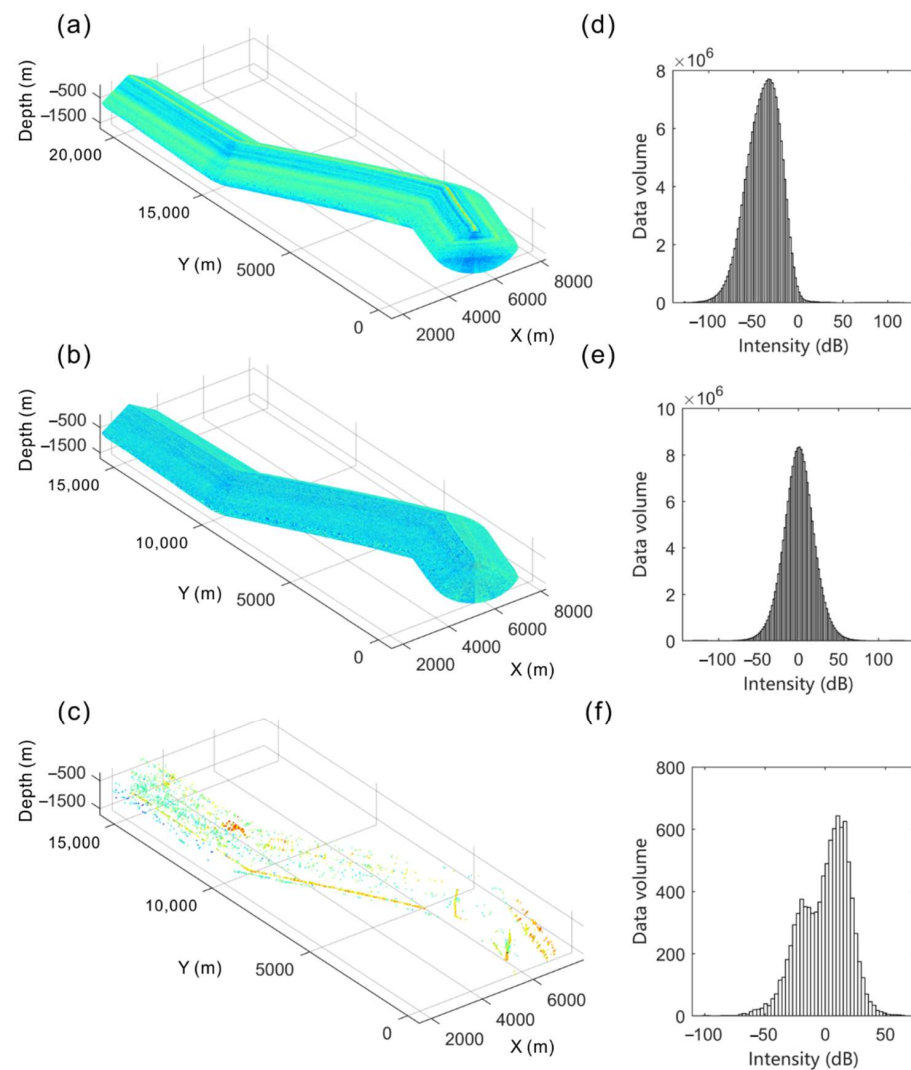 (a)
Depth (m)
−500
−1500
20,000
15,000
Y (m)
5000
0
2000
4000
6000
8000
X (m)
(d)
×10⁶
8
6
4
2
0
Data volume
−100
−50
0
50
100
Intensity (dB)
(b)
Depth (m)
−500
−1500
15,000
10,000
Y (m)
5000
0
2000
4000
6000
8000
X (m)
(e)
×10⁶
10
8
6
4
2
0
Data volume
−100
−50
0
50
100
Intensity (dB)
(c)
Depth (m)
−500
−1500
15,000
10,000
Y (m)
5000
0
2000
4000
6000
X (m)
(f)
800
600
400
200
0
Data volume
−100
−50
0
50
Intensity (dB)